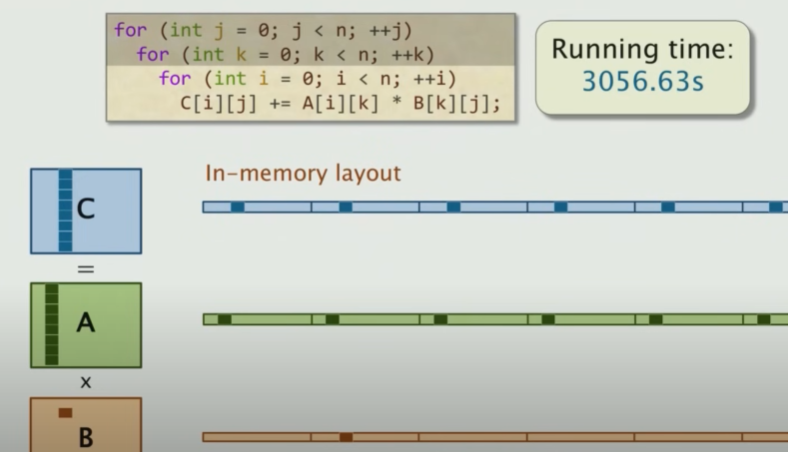 for (int j = 0; j < n; ++j)
  for (int k = 0; k < n; ++k)
    for (int i = 0; i < n; ++i)
      C[i][j] += A[i][k] * B[k][j];
Running time:
3056.63s
In-memory layout
C
=
A
x
B